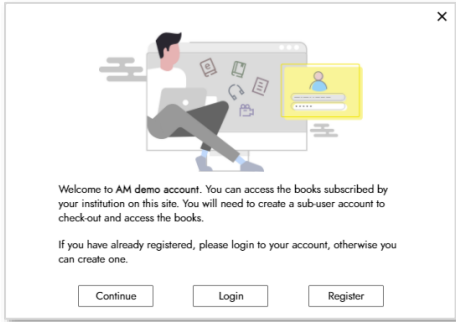 Welcome to AM demo account. You can access the books subscribed by
your institution on this site. You will need to create a sub-user account to
check-out and access the books.
If you have already registered, please login to your account, otherwise you
can create one.
Continue
Login
Register